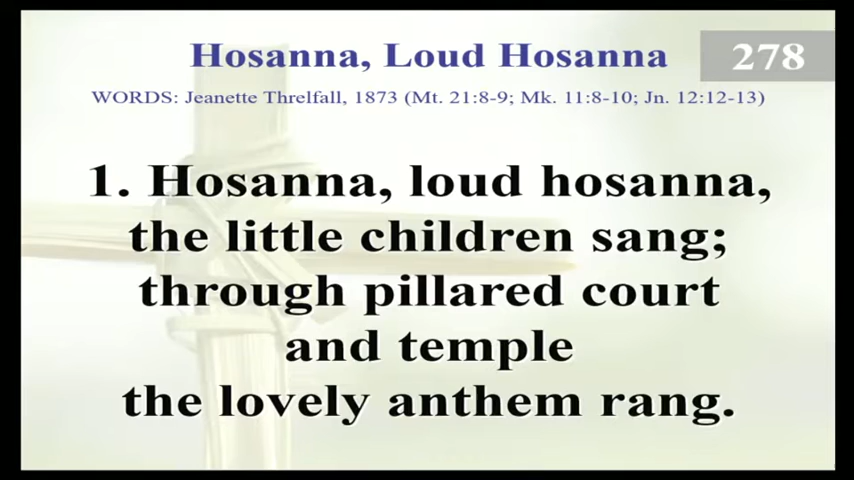 Hosanna, Loud Hosanna
278
WORDS: Jeanette Threlfall, 1873 (Mt. 21:8-9; Mk. 11:8-10; Jn. 12:12-13)
1. Hosanna, loud hosanna,
the little children sang;
through pillared court
and temple
the lovely anthem rang.